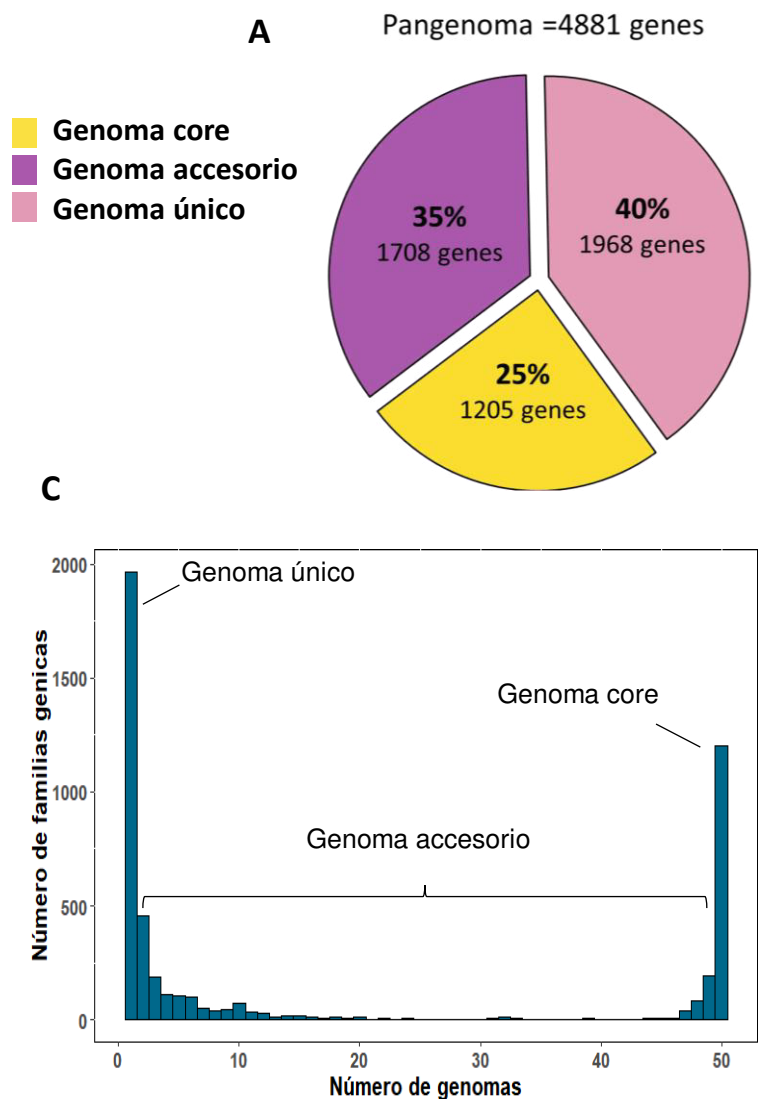 A
Pangenoma =4881 genes
Genoma core
Genoma accesorio
Genoma único
35%
1708 genes
40%
1968 genes
25%
1205 genes
C
2000
1500
1000
500
0
Número de familias genicas
Genoma único
Genoma core
Genoma accesorio
0 10 20 30 40 50
Número de genomas